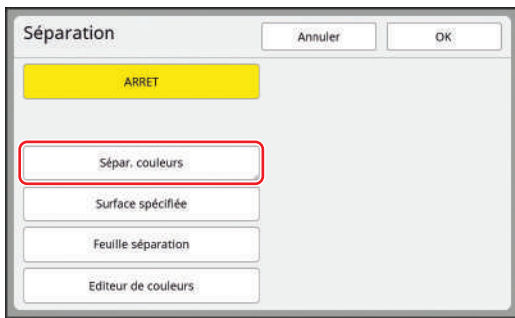 Séparation
Annuler
OK
ARRET
Sépar. couleurs
Surface spécifiée
Feuille séparation
Editeur de couleurs